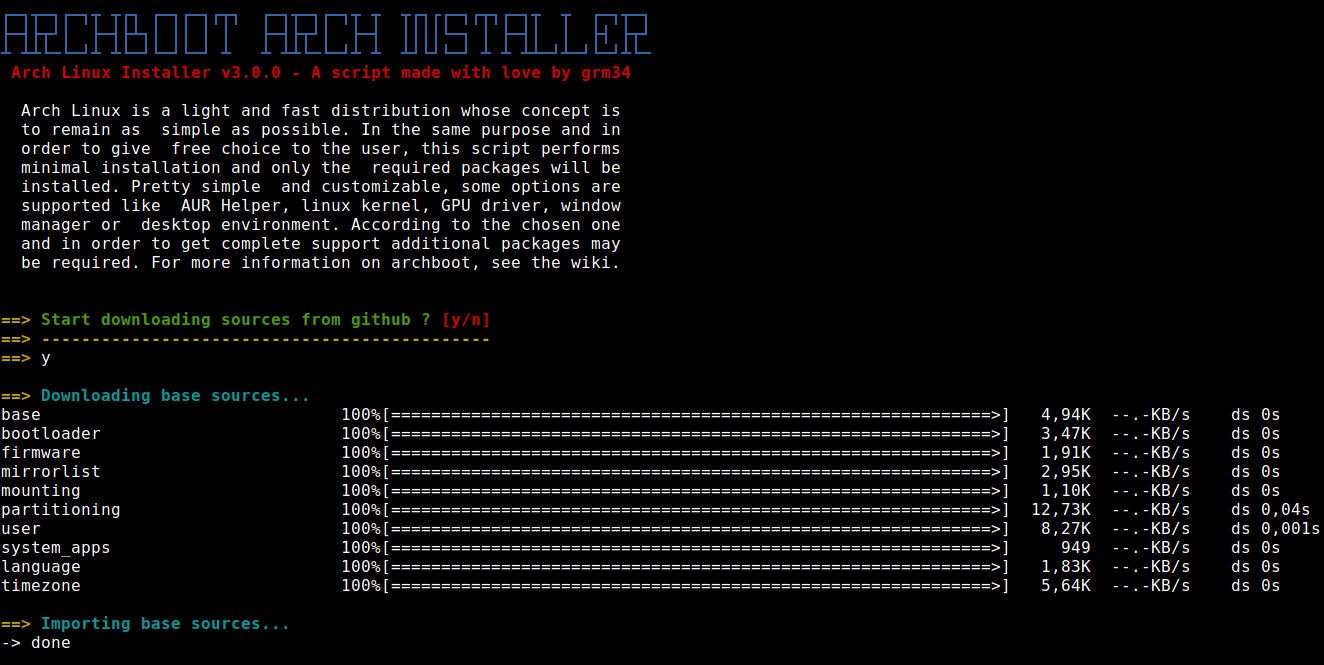 ARCHBOOT ARCH INSTALLER
Arch Linux Installer v3.0.0 - A script made with love by grm34
Arch Linux is a light and fast distribution whose concept is
to remain as  simple as possible. In the same purpose and in
order to give  free choice to the user, this script performs
minimal installation and only the  required packages will be
installed. Pretty simple  and customizable, some options are
supported like  AUR Helper, linux kernel, GPU driver, window
manager or  desktop environment. According to the chosen one
and in order to get complete support additional packages may
be required. For more information on archboot, see the wiki.
==> Start downloading sources from github ? [y/n]
==> ---------------------------------------------
==> y
==> Downloading base sources...
base 100%[============================================================>] 4,94K --.-KB/s ds 0s
bootloader 100%[============================================================>] 3,47K --.-KB/s ds 0s
firmware 100%[============================================================>] 1,91K --.-KB/s ds 0s
mirrorlist 100%[============================================================>] 2,95K --.-KB/s ds 0s
mounting 100%[============================================================>] 1,10K --.-KB/s ds 0s
partitioning 100%[============================================================>] 12,73K --.-KB/s ds 0,04s
user 100%[============================================================>] 8,27K --.-KB/s ds 0,001s
system_apps 100%[============================================================>] 949 --.-KB/s ds 0s
language 100%[============================================================>] 1,83K --.-KB/s ds 0s
timezone 100%[============================================================>] 5,64K --.-KB/s ds 0s
==> Importing base sources...
-> done